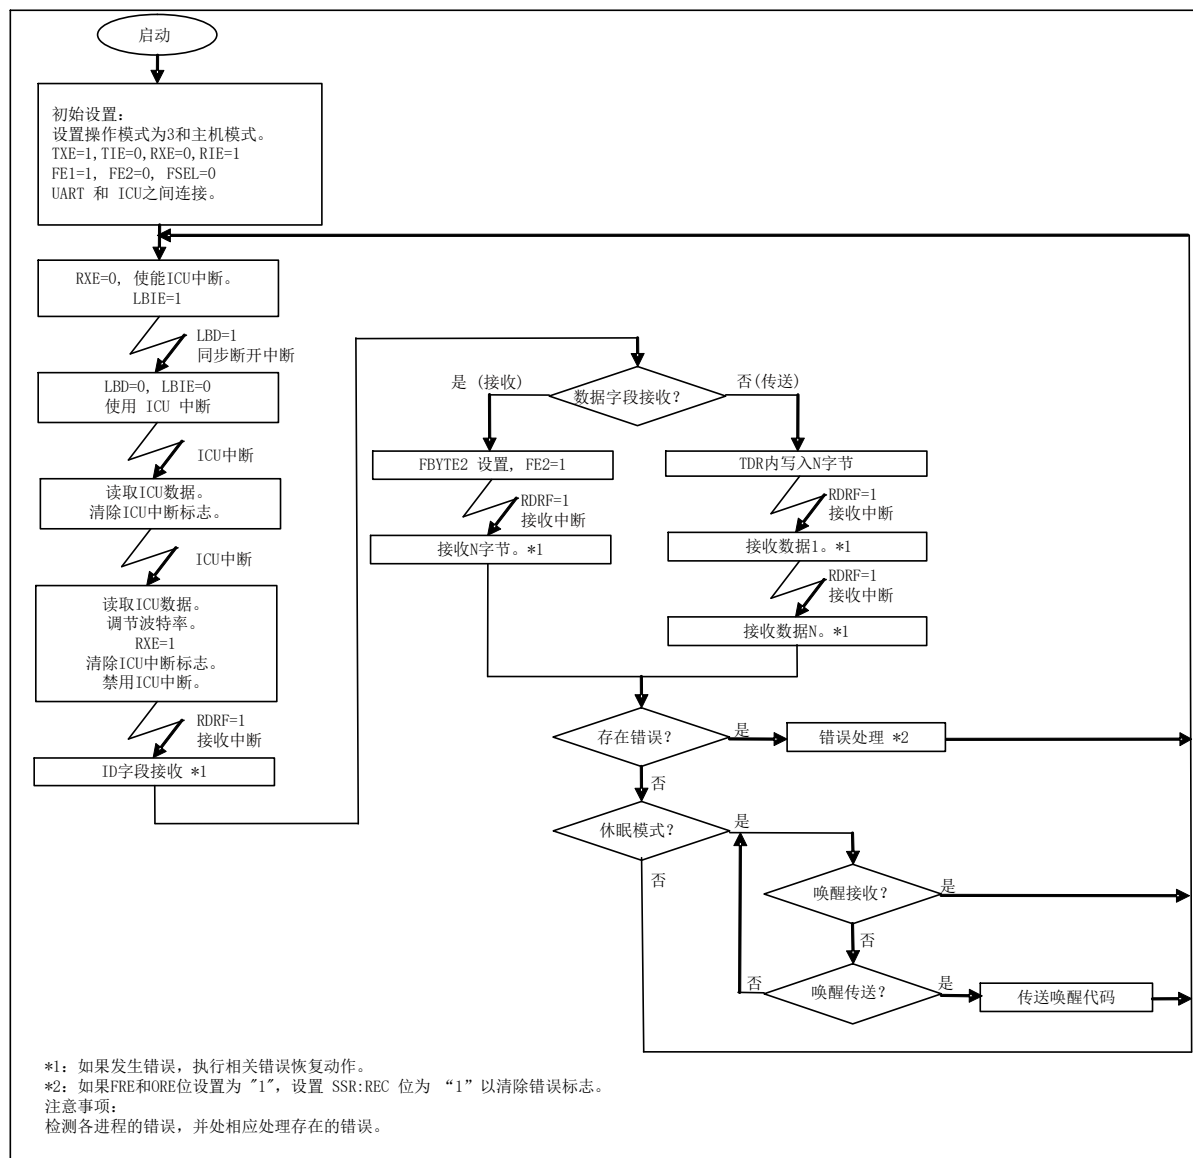 启动
初始设置：
设置操作模式为3和主机模式。
TXE=1,TIE=0,RXE=0,RIE=1
FE1=1, FE2=0, FSEL=0
UART 和 ICU之间连接。
RXE=0, 使能ICU中断。
LBIE=1
LBD=1
同步断开中断
LBD=0, LBIE=0
使用 ICU 中断
ICU中断
读取ICU数据。
清除ICU中断标志。
ICU中断
读取ICU数据。
调节波特率。
RXE=1
清除ICU中断标志。
禁用ICU中断。
RDRF=1
接收中断
ID字段接收 *1
数据字段接收?
是 (接收)
否(传送)
FBYTE2 设置, FE2=1
RDRF=1
接收中断
接收N字节。*1
TDR内写入N字节
RDRF=1
接收中断
接收数据1。*1
RDRF=1
接收中断
接收数据N。*1
存在错误?
是
错误处理 *2
否
休眠模式?
是
否
唤醒接收?
是
否
唤醒传送?
否
是
传送唤醒代码
*1：如果发生错误，执行相关错误恢复动作。
*2：如果FRE和ORE位设置为 "1"，设置 SSR:REC 位为 “1”以清除错误标志。
注意事项：
检测各进程的错误，并处相应处理存在的错误。